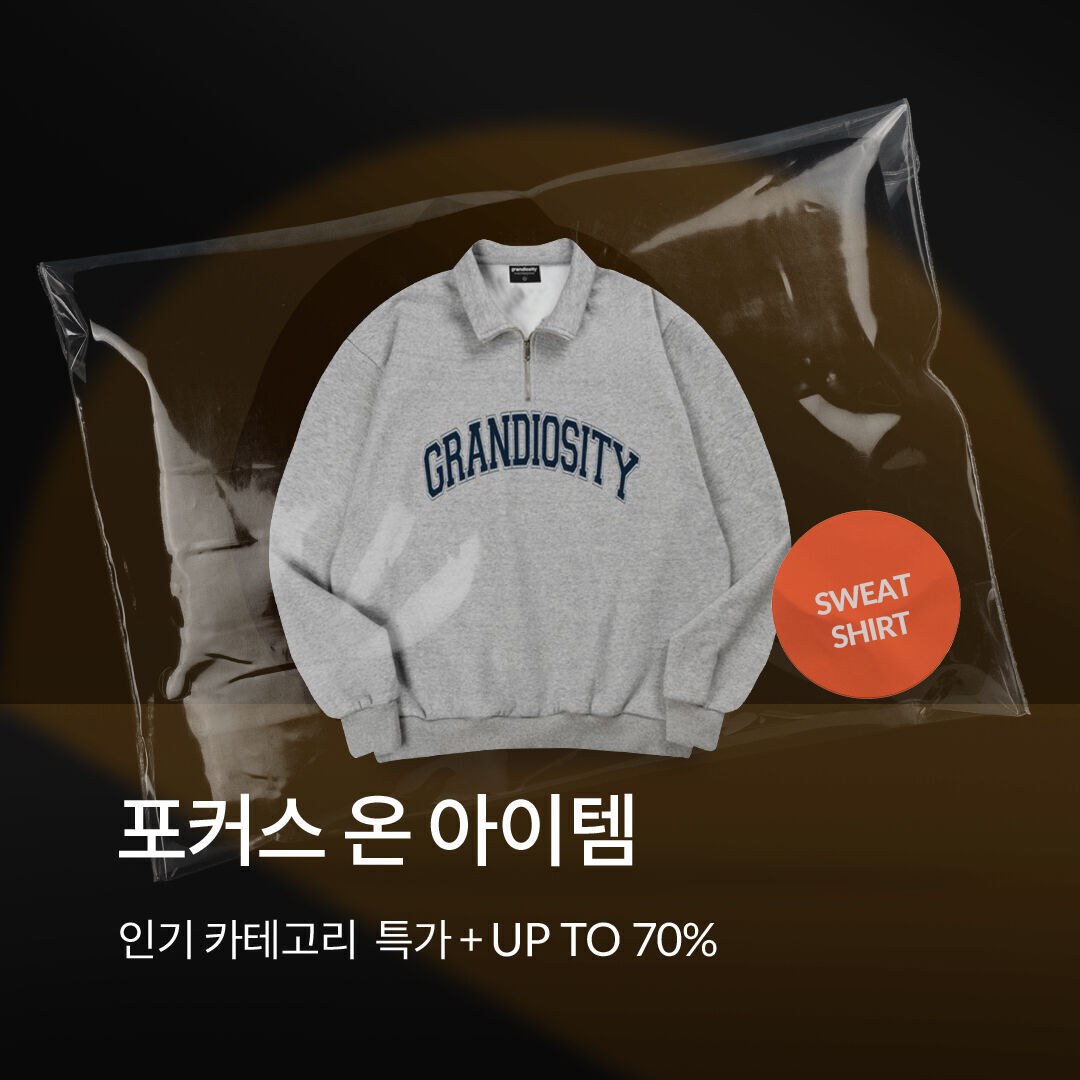 grandiosity
GRANDIOSITY
SWEAT
SHIRT
포커스 온 아이템
인기 카테고리 특가 + UP TO 70%